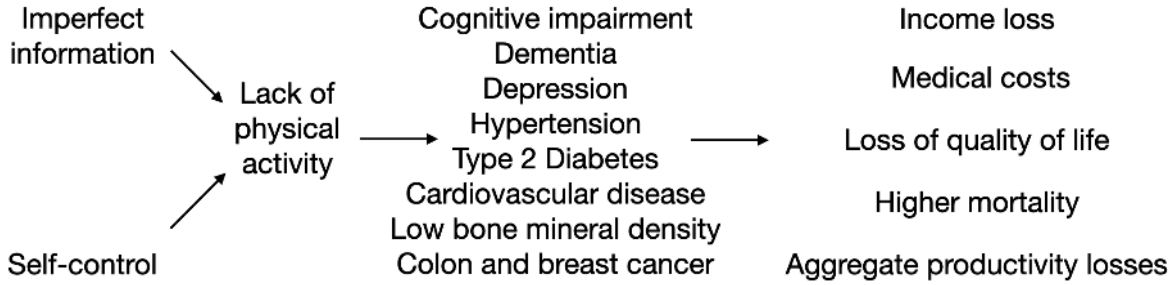 Imperfect
information
Self-control
Lack of
physical
activity
Cognitive impairment
Dementia
Depression
Hypertension
Type 2 Diabetes
Cardiovascular disease
Low bone mineral density
Colon and breast cancer
Income loss
Medical costs
Loss of quality of life
Higher mortality
Aggregate productivity losses